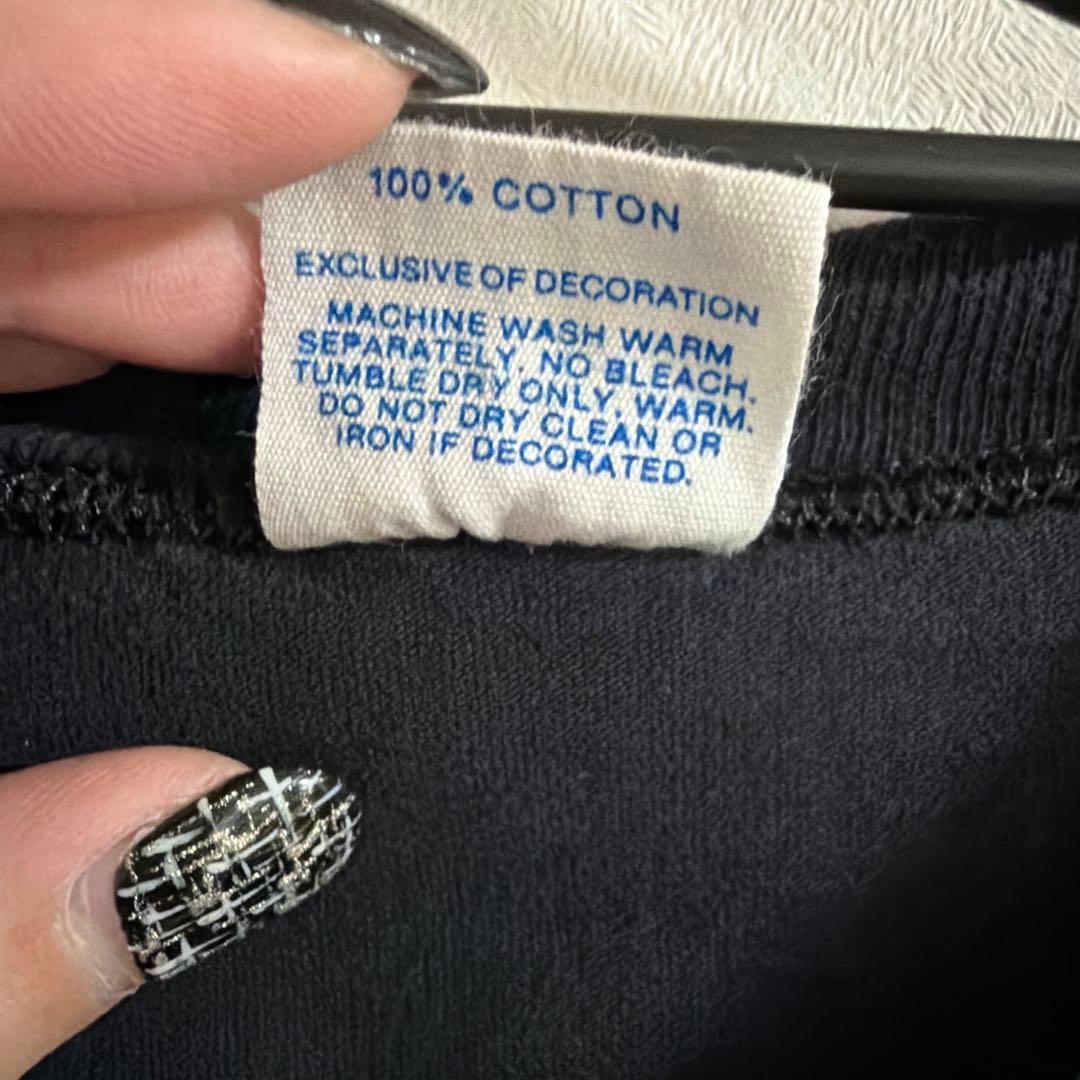 100% COTTON
EXCLUSIVE OF DECORATION
MACHINE WASH WARM
SEPARATELY. NO BLEACH.
TUMBLE DRY ONLY, WARM.
DO NOT DRY CLEAN OR
IRON IF DECORATED.